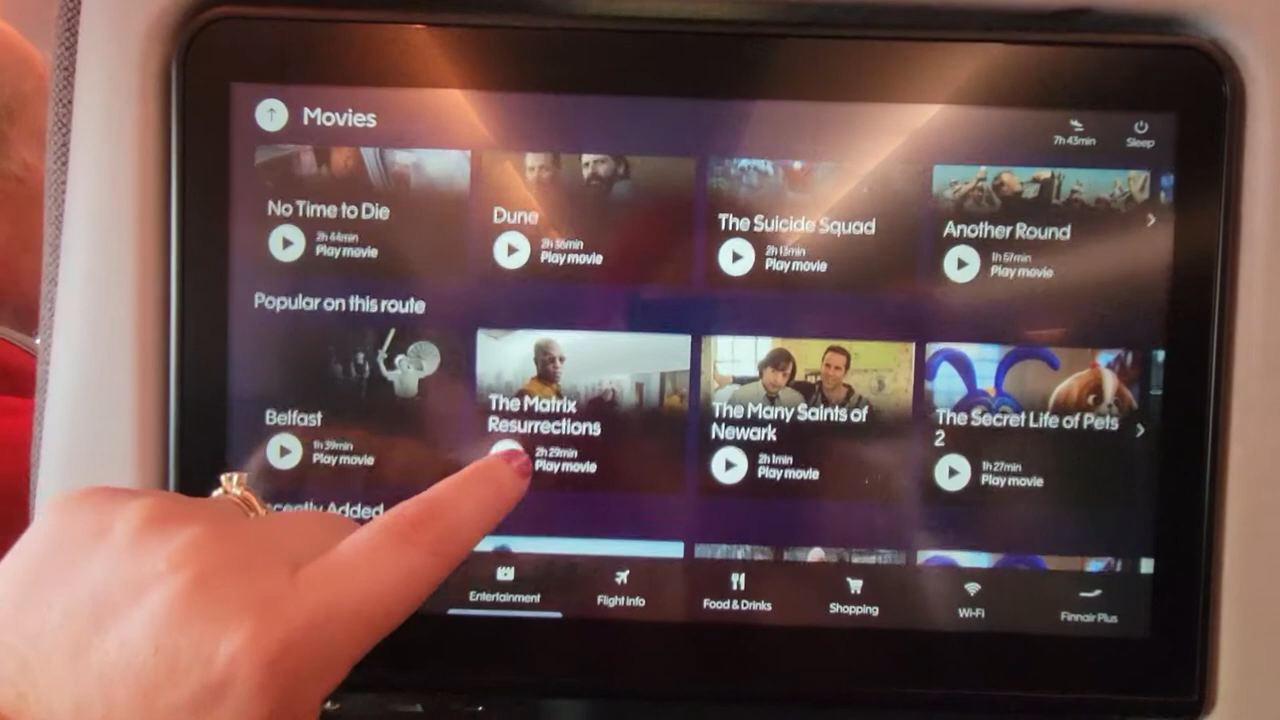 Movies
7h 43min
Sleep
No Time to Die
2h 44min
Play movie
Dune
2h 36min
Play movie
The Suicide Squad
2h 13min
Play movie
Another Round
1h 57min
Play movie
Popular on this route
Belfast
1h 39min
Play movie
The Matrix
Resurrections
2h 29min
Play movie
The Many Saints of
Newark
2h 1min
Play movie
The Secret Life of Pets
2
1h 27min
Play movie
Added
Entertainment
Flight info
Food & Drinks
Shopping
Wi-Fi
Finnair Plus